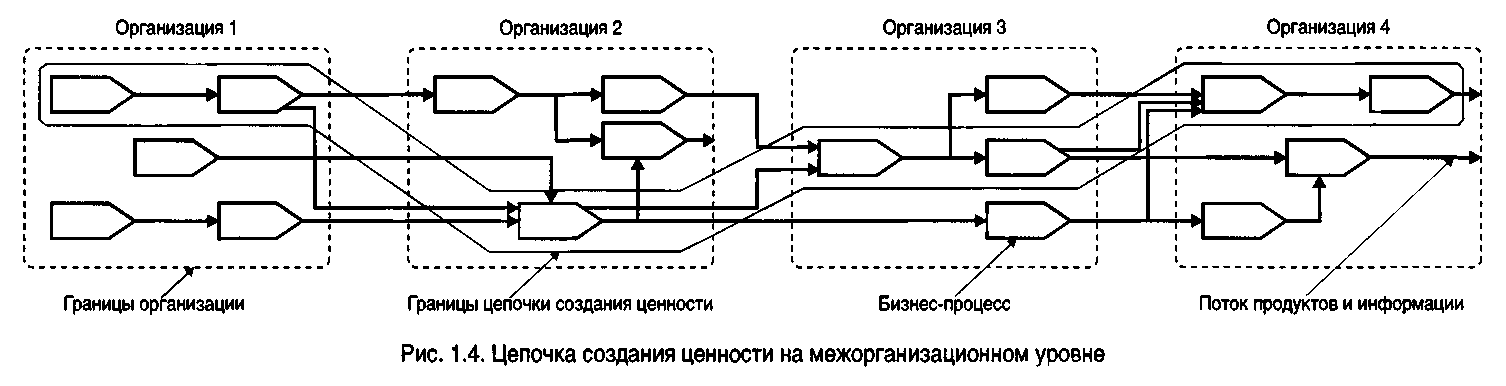 Организация 1
Организация 2
Организация 3
Организация 4
Границы организации
Границы цепочки создания ценности
Бизнес-процесс
Поток продуктов и информации
Рис. 1.4. Цепочка создания ценности на межорганизационном уровне